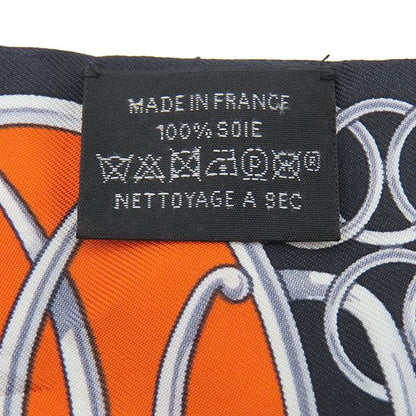 MADE IN FRANCE
100% SOIE
P ®
NETTOYAGE A SEC